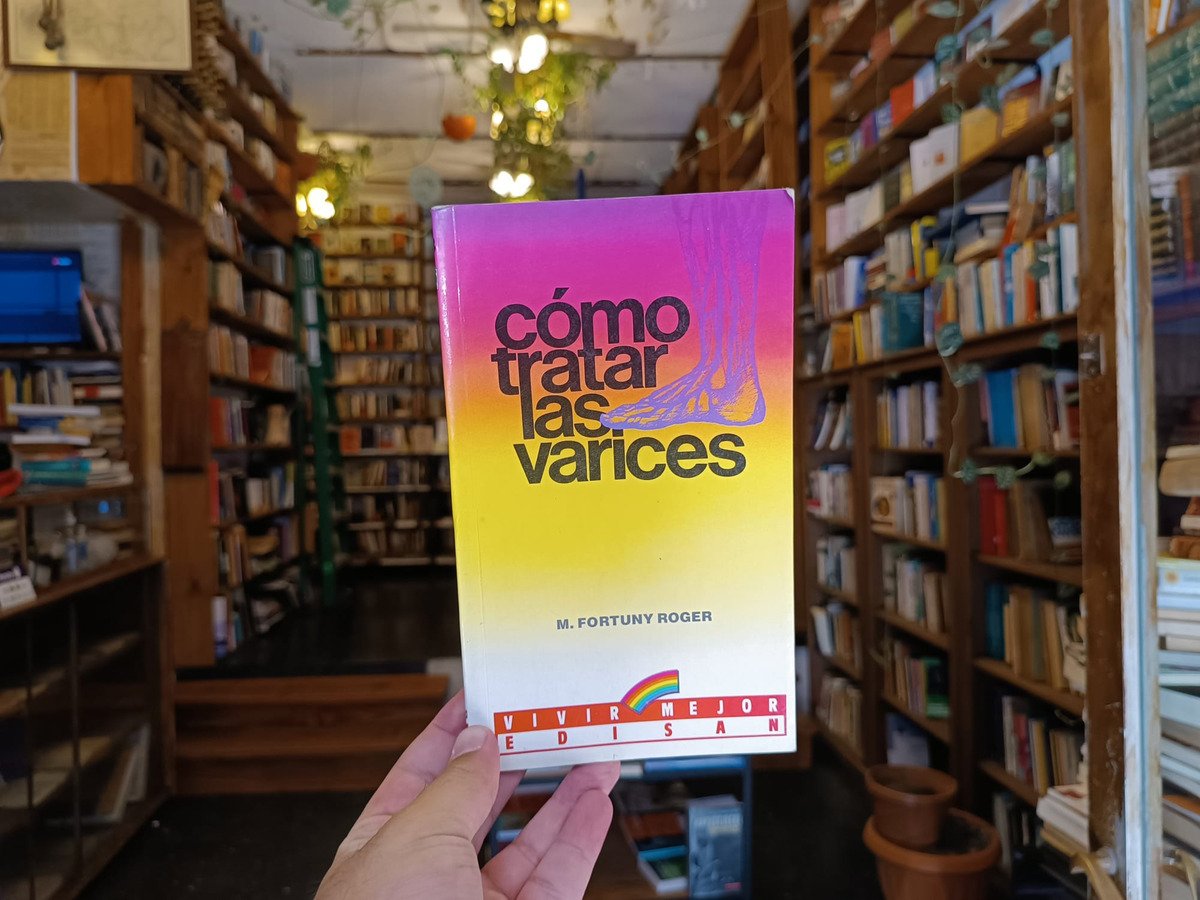 cómo
tratar
las
varices
M. FORTUNY ROGER
VIVIR MEJOR
EDISAN